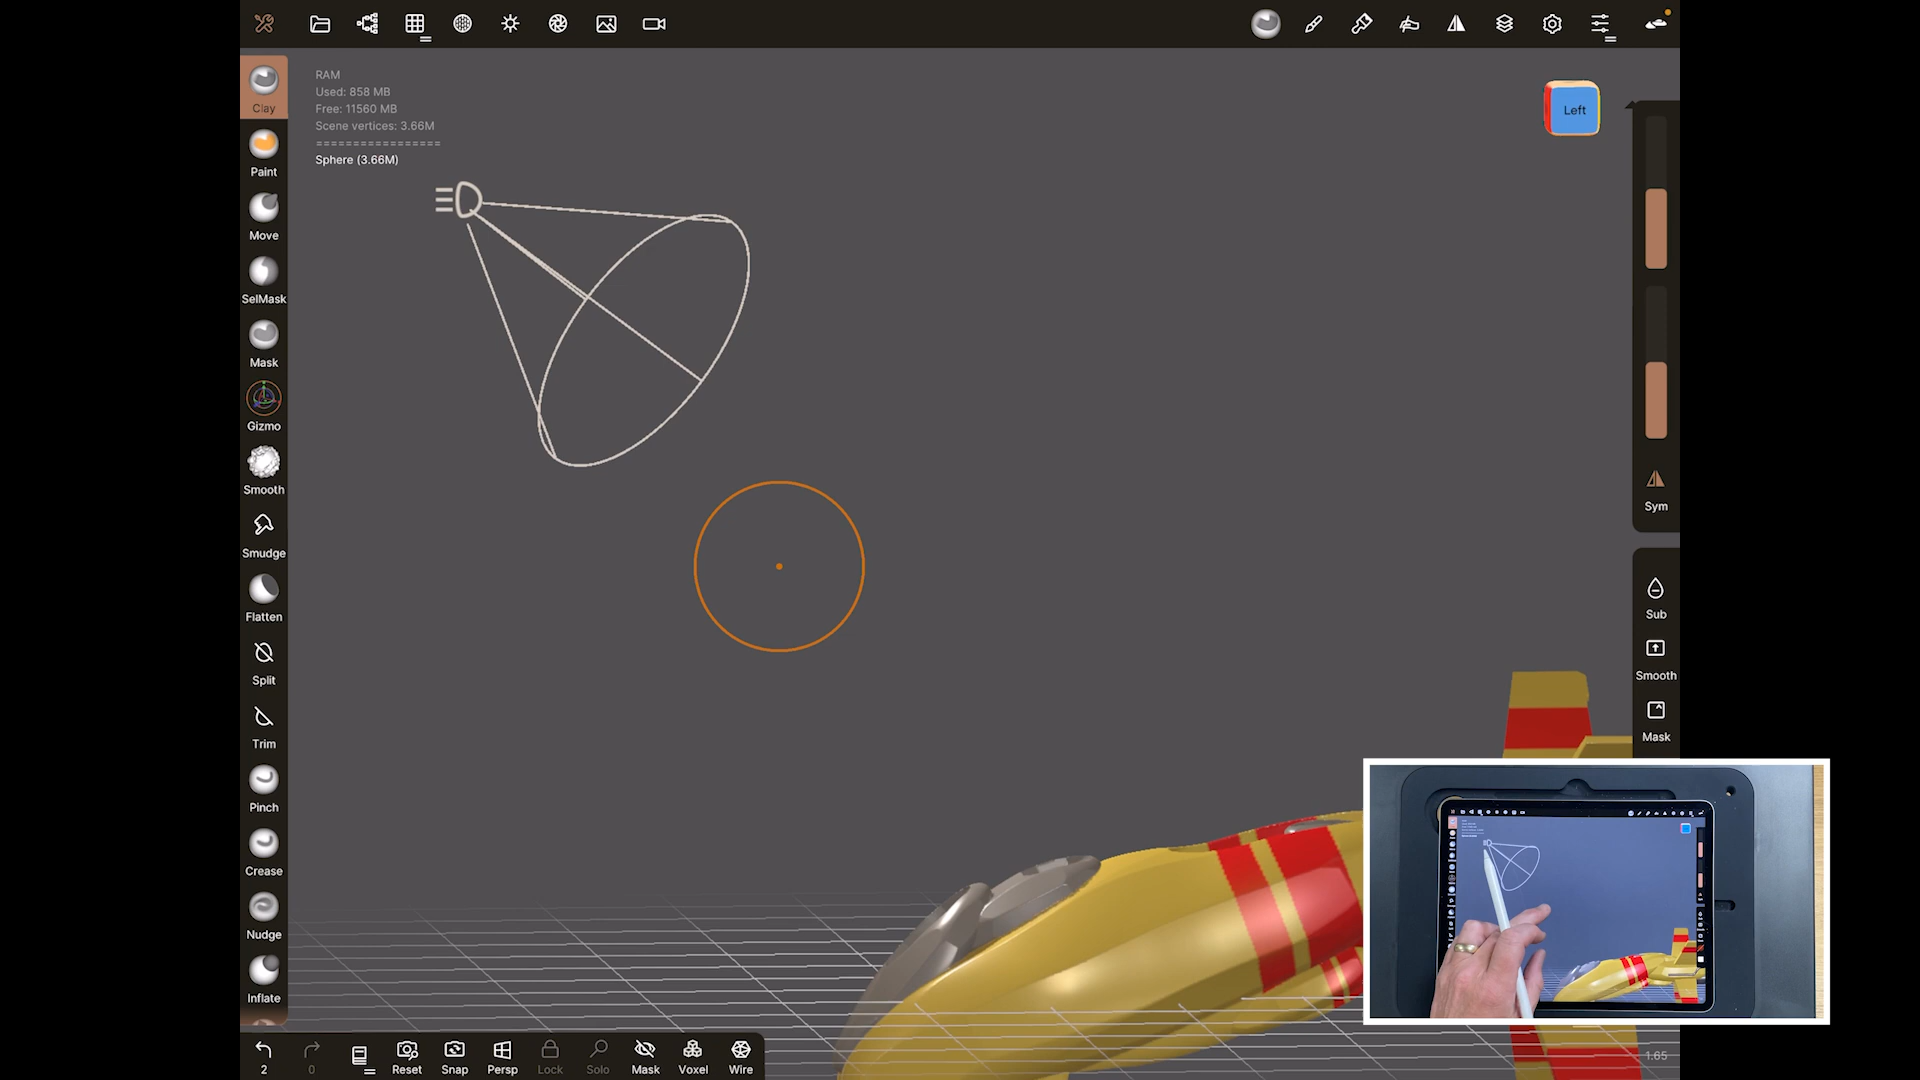 RAM
Used: 858 MB
Free: 11560 MB
Scene vertices: 3.66M
=================
Sphere (3.66M)
Left
Clay
Paint
Move
SelMask
Mask
Gizmo
Smooth
Smudge
Flatten
Split
Trim
Pinch
Crease
Nudge
Inflate
Sym
Sub
Smooth
Mask
1.65
2
0
Reset
Snap
Persp
Lock
Solo
Mask
Voxel
Wire